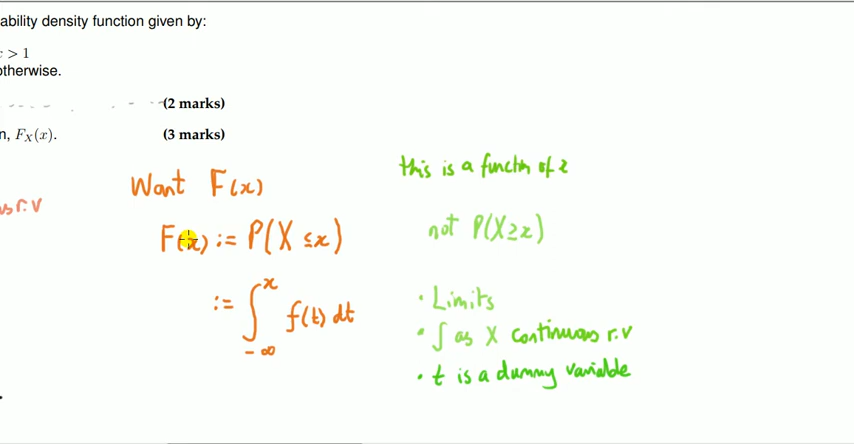 ability density function given by:
x > 1
otherwise.
(2 marks)
n, F_X(x).
(3 marks)
this is a function of x
Want F(x)
us r.v
F(x) := P(X ≤ x)
not P(X ≥ x)
:= ∫_{-∞}^{x} f(t) dt
• Limits
• ∫ as X continuous r.v
• t is a dummy variable